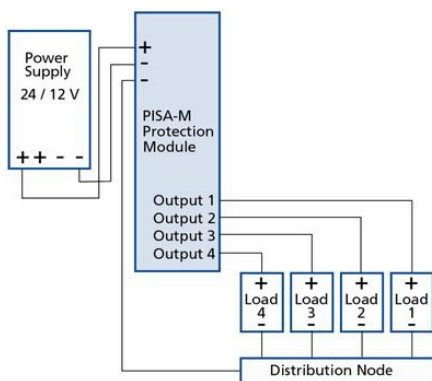 Power
Supply
24 / 12 V
+ + - -
+
-
-
PISA-M
Protection
Module
Output 1
Output 2
Output 3
Output 4
+ + + +
Load Load Load Load
4 3 2 1
- - - -
Distribution Node